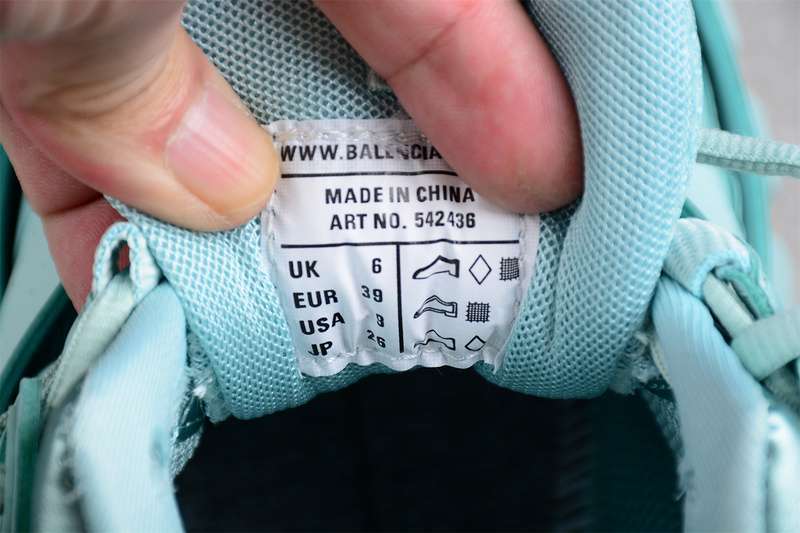 WWW.BALENCIA
MADE IN CHINA
ART NO. 542436
UK 6
EUR 39
USA 9
JP 26